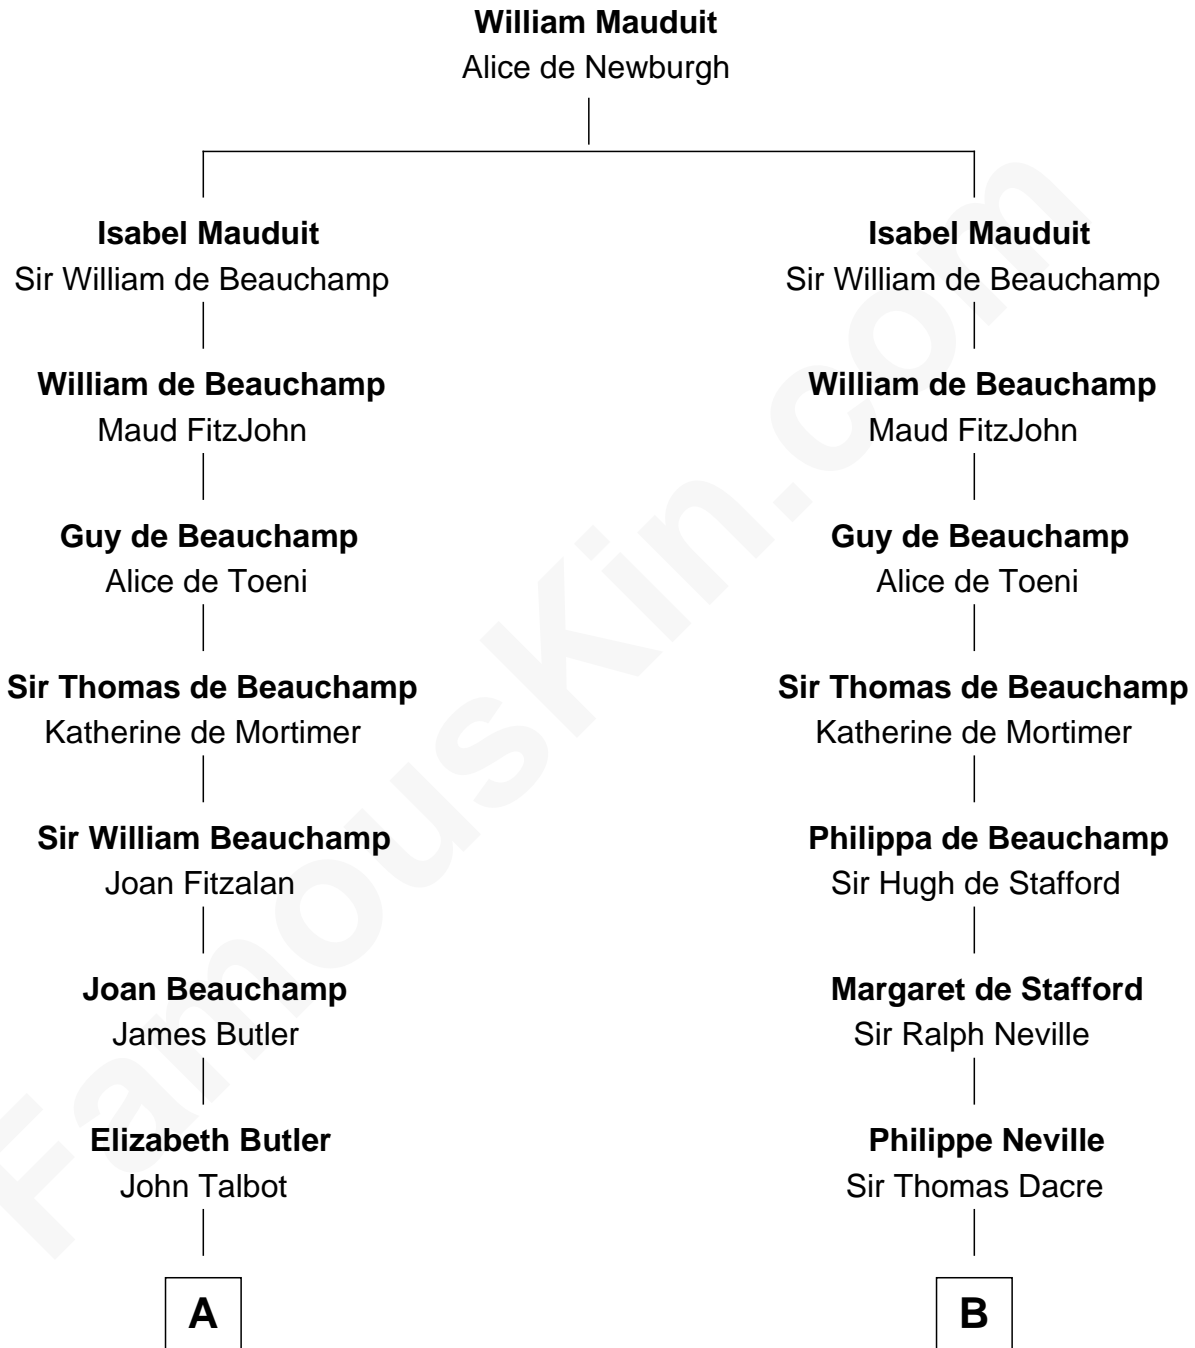 William Mauduit
Alice de Newburgh
Isabel Mauduit
Sir William de Beauchamp
William de Beauchamp
Maud FitzJohn
Guy de Beauchamp
Alice de Toeni
Sir Thomas de Beauchamp
Katherine de Mortimer
Sir William Beauchamp
Joan Fitzalan
Joan Beauchamp
James Butler
Elizabeth Butler
John Talbot
A
Isabel Mauduit
Sir William de Beauchamp
William de Beauchamp
Maud FitzJohn
Guy de Beauchamp
Alice de Toeni
Sir Thomas de Beauchamp
Katherine de Mortimer
Philippa de Beauchamp
Sir Hugh de Stafford
Margaret de Stafford
Sir Ralph Neville
Philippe Neville
Sir Thomas Dacre
B
FamousKin.com